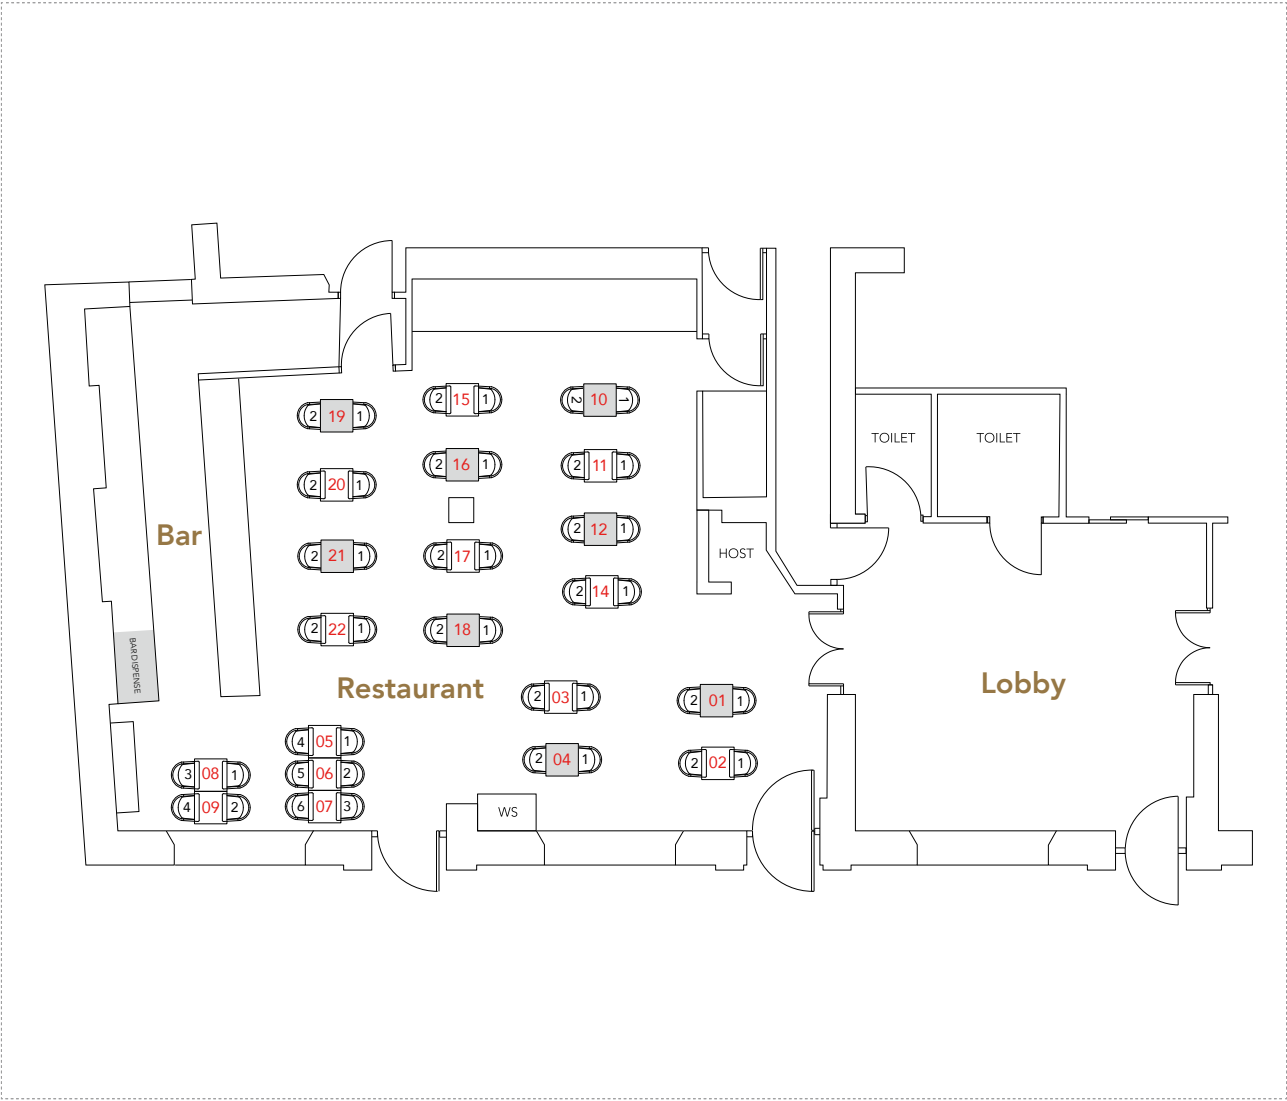 2 15 1
2 10 1
2 19 1
TOILET
TOILET
2 16 1
2 11 1
2 20 1
2 12 1
Bar
HOST
2 21 1
2 17 1
2 14 1
2 22 1
2 18 1
BAR DISPENSE
Restaurant
Lobby
2 03 1
2 01 1
4 05 1
2 04 1
2 02 1
3 08 1
5 06 2
4 09 2
6 07 3
WS